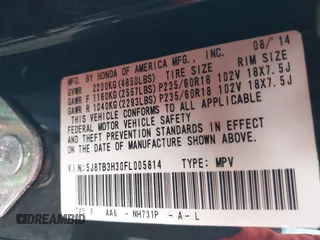 MFD. BY HONDA OF AMERICA MFG., INC. 08/'14
GVWR 2200KG(4850LBS) TIRE SIZE RIM SIZE
GAWR F 1160KG(2557LBS) P235/60R18 102V 18X7.5J
GAWR R 1040KG(2293LBS) P235/60R18 102V 18X7.5J
THIS VEHICLE CONFORMS TO ALL APPLICABLE
FEDERAL MOTOR VEHICLE SAFETY, BUMPER, AND
THEFT PREVENTION STANDARDS IN EFFECT ON THE
DATE OF MANUFACTURE SHOWN ABOVE.
V.I.N: 5J8TB3H30FL005814 TYPE: MPV
AA6 - NH731P - A - L
DREAMBID